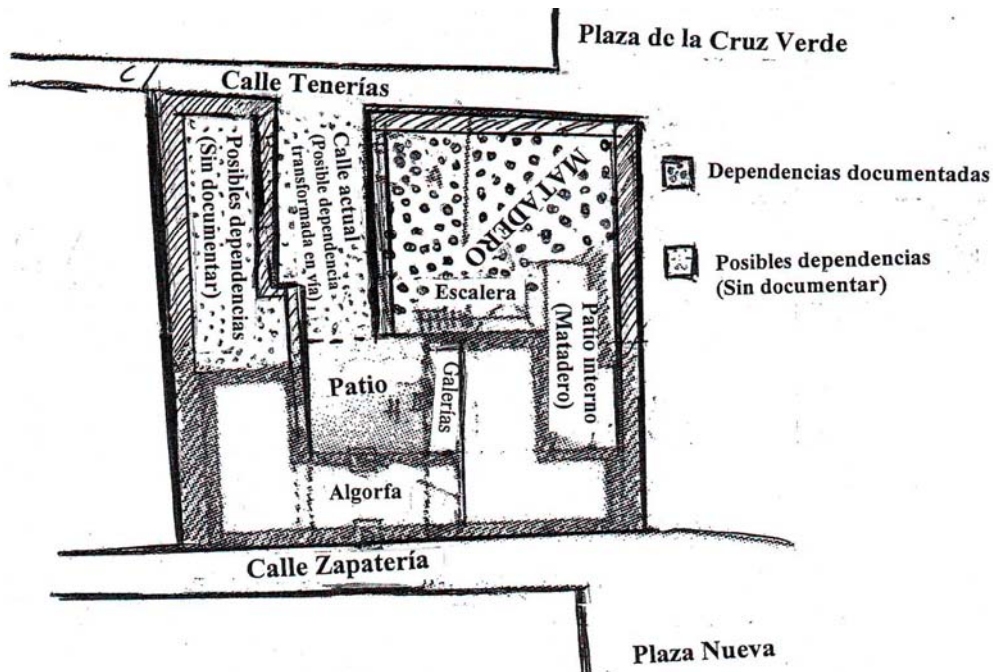 Plaza de la Cruz Verde
C/
Calle Tenerías
Posibles dependencias
(Sin documentar)
Calle actual
(Posible dependencia
transformada en vía)
MATADERO
Dependencias documentadas
Posibles dependencias
(Sin documentar)
Escalera
Patio interno
(Matadero)
Patio
Galerías
Algorfa
Calle Zapatería
Plaza Nueva